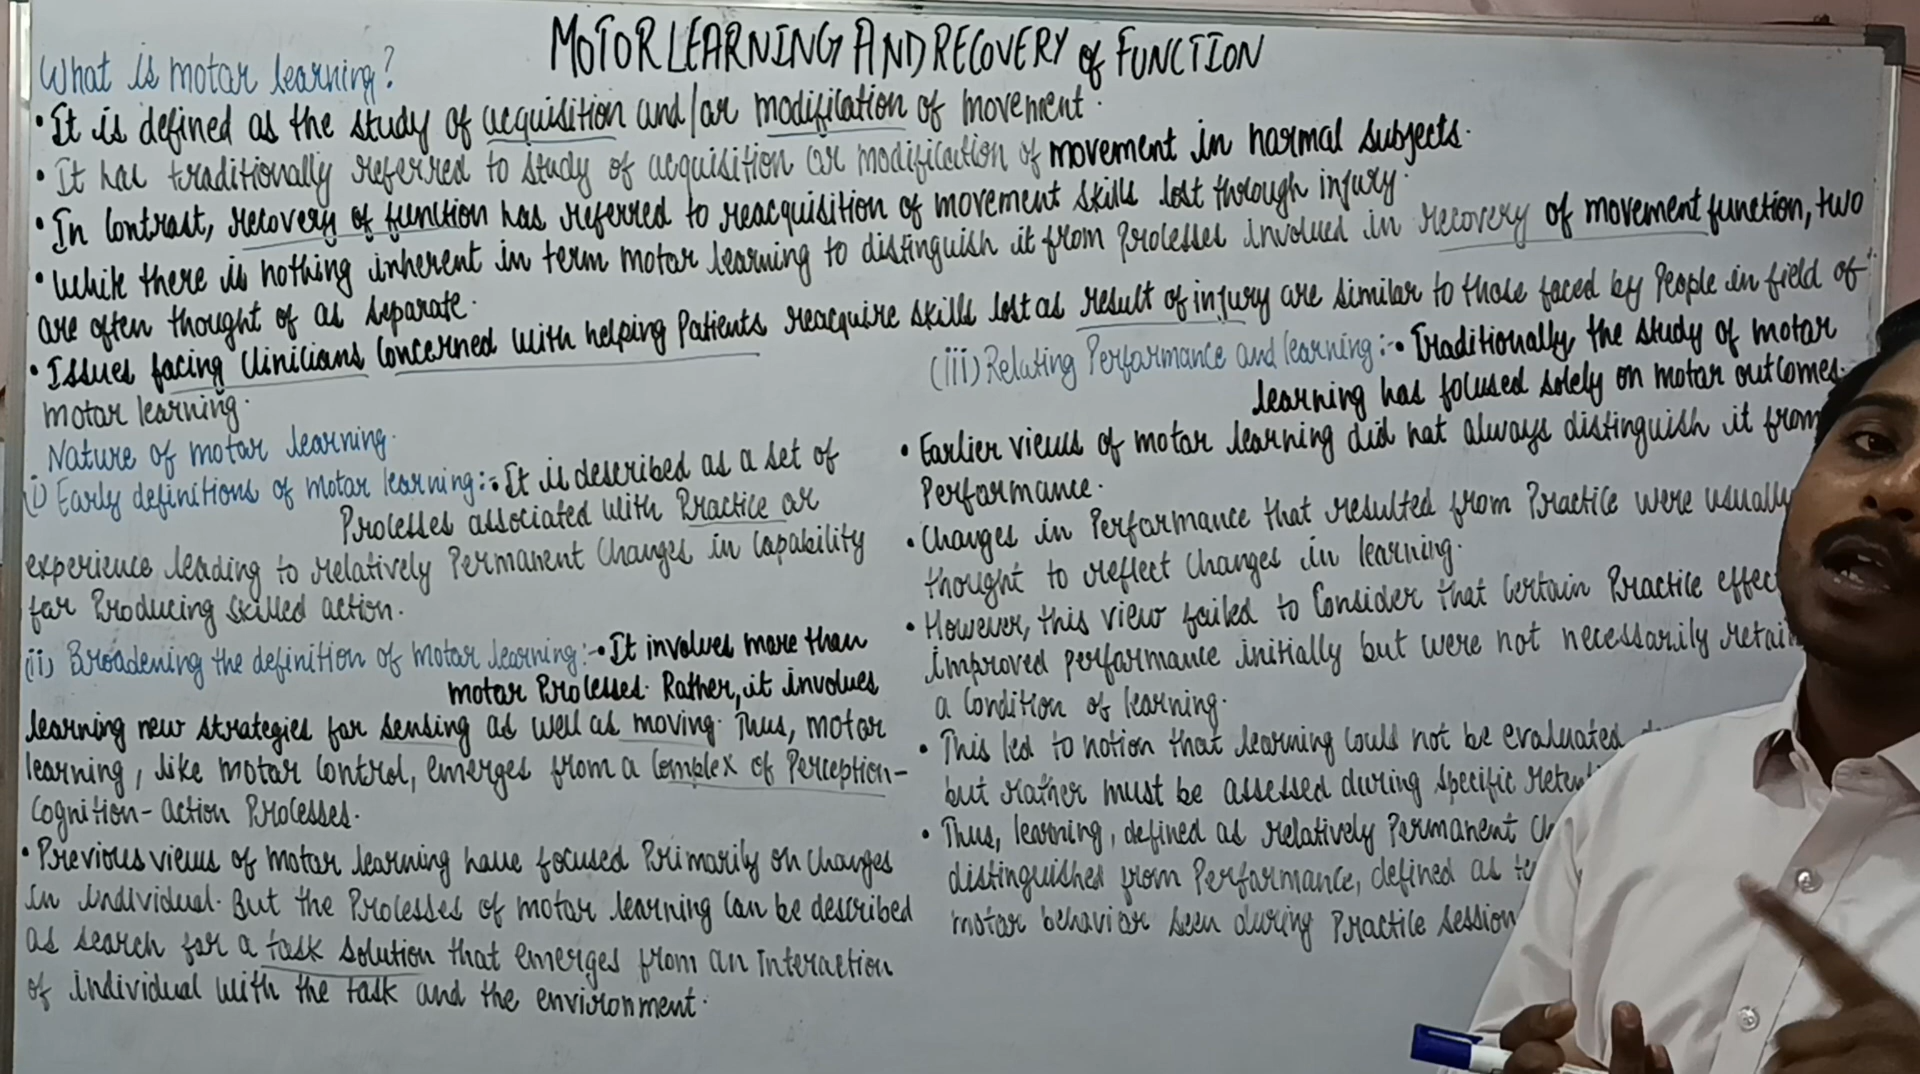 MOTOR LEARNING AND RECOVERY of FUNCTION
What is motor learning?
• It is defined as the study of acquisition and/or modification of movement.
• It has traditionally referred to study of acquisition or modification of movement in normal subjects.
• In contrast, recovery of function has referred to reacquisition of movement skills lost through injury.
• While there is nothing inherent in term motor learning to distinguish it from processes involved in recovery of movement function, two
are often thought of as separate.
• Issues facing clinicians concerned with helping patients reacquire skills lost as result of injury are similar to those faced by people in field of
motor learning.
Nature of motor learning.
(i) Early definitions of motor learning:- • It is described as a set of
processes associated with practice or
experience leading to relatively permanent changes in capability
for producing skilled action.
(ii) Broadening the definition of motor learning:- • It involves more than
motor processes. Rather, it involves
learning new strategies for sensing as well as moving. Thus, motor
learning, like motor control, emerges from a complex of perception-
cognition-action processes.
• Previous views of motor learning have focused primarily on changes
in individual. But the processes of motor learning can be described
as search for a task solution that emerges from an interaction
of individual with the task and the environment.
(iii) Relating Performance and learning:- • Traditionally, the study of motor
learning has focused solely on motor outcomes.
• Earlier views of motor learning did not always distinguish it from
performance.
• Changes in performance that resulted from practice were usually
thought to reflect changes in learning.
• However, this view failed to consider that certain practice effec
improved performance initially but were not necessarily retain
a condition of learning.
• This led to notion that learning could not be evaluated
but rather must be assessed during specific retent
• Thus, learning, defined as relatively permanent
distinguished from performance, defined as
motor behavior seen during practice session